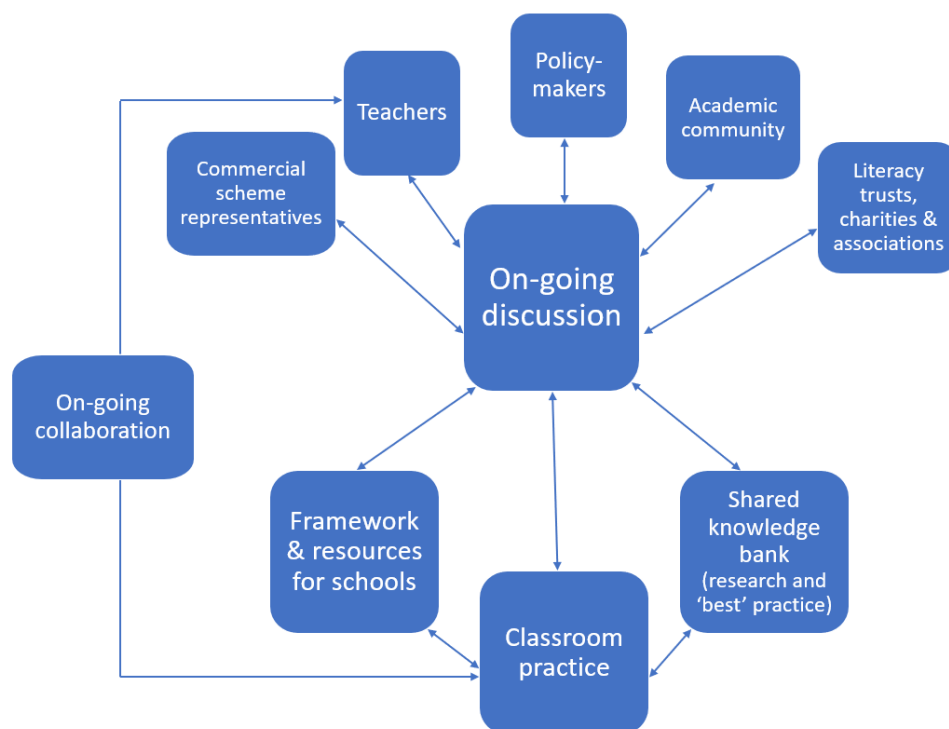 Policy-
makers
Teachers
Academic
community
Commercial
scheme
representatives
Literacy
trusts,
charities &
associations
On-going
discussion
On-going
collaboration
Framework
& resources
for schools
Shared
knowledge
bank
(research and
‘best’ practice)
Classroom
practice